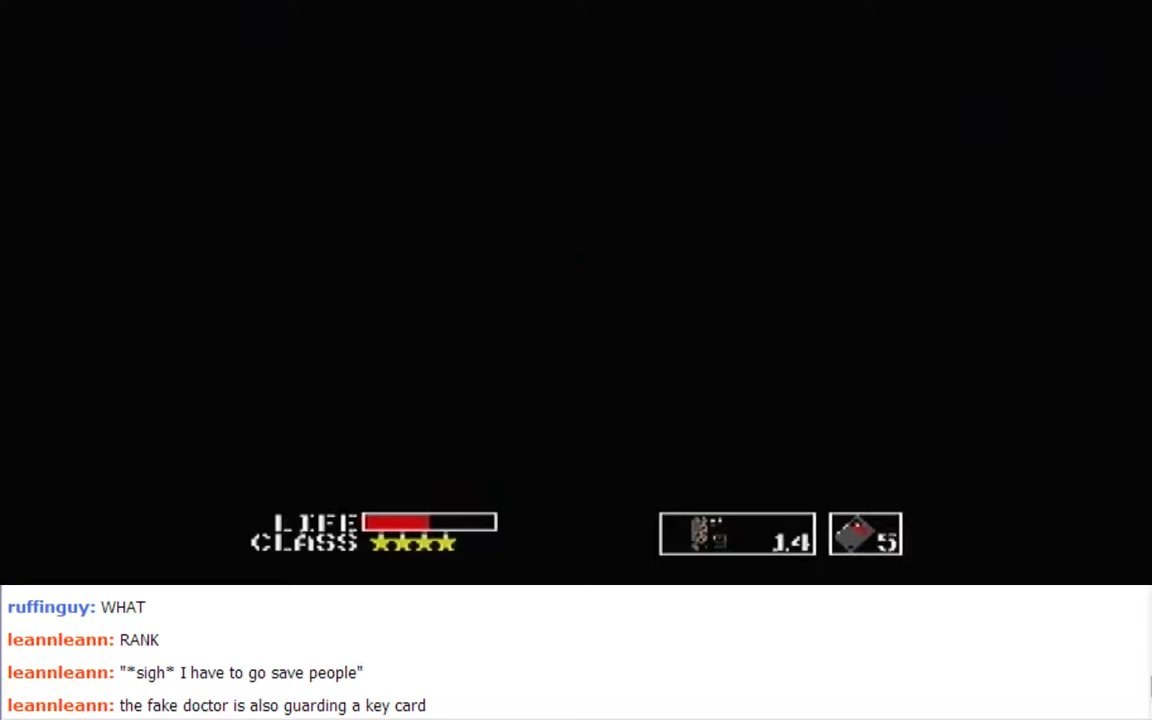 LIFE
CLASS
14
5
ruffinguy: WHAT
leannleann: RANK
leannleann: "*sigh* I have to go save people"
leannleann: the fake doctor is also guarding a key card